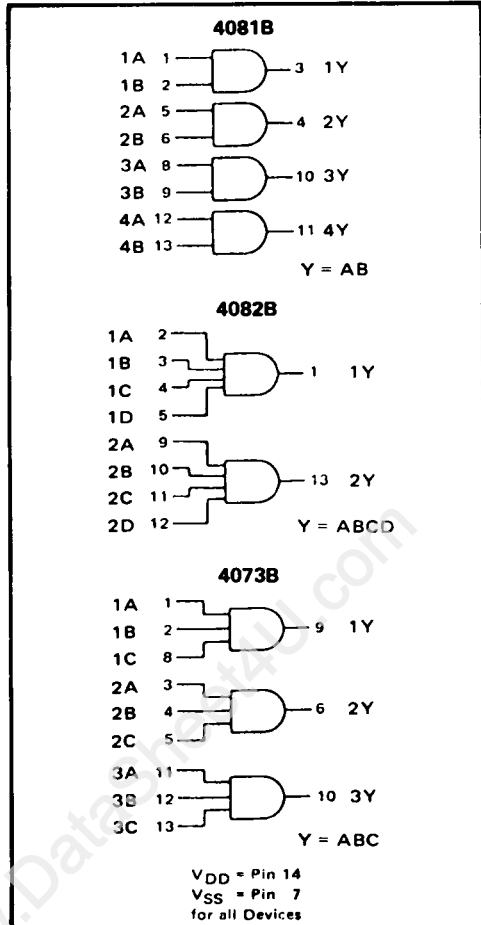 4081B
1A 1
1B 2
3 1Y
2A 5
2B 6
4 2Y
3A 8
3B 9
10 3Y
4A 12
4B 13
11 4Y
Y = AB
4082B
1A 2
1B 3
1C 4
1D 5
1 1Y
2A 9
2B 10
2C 11
2D 12
13 2Y
Y = ABCD
4073B
1A 1
1B 2
1C 8
9 1Y
2A 3
2B 4
2C 5
6 2Y
3A 11
3B 12
3C 13
10 3Y
Y = ABC
VDD = Pin 14
VSS = Pin 7
for all Devices
.DataSheet4U.com